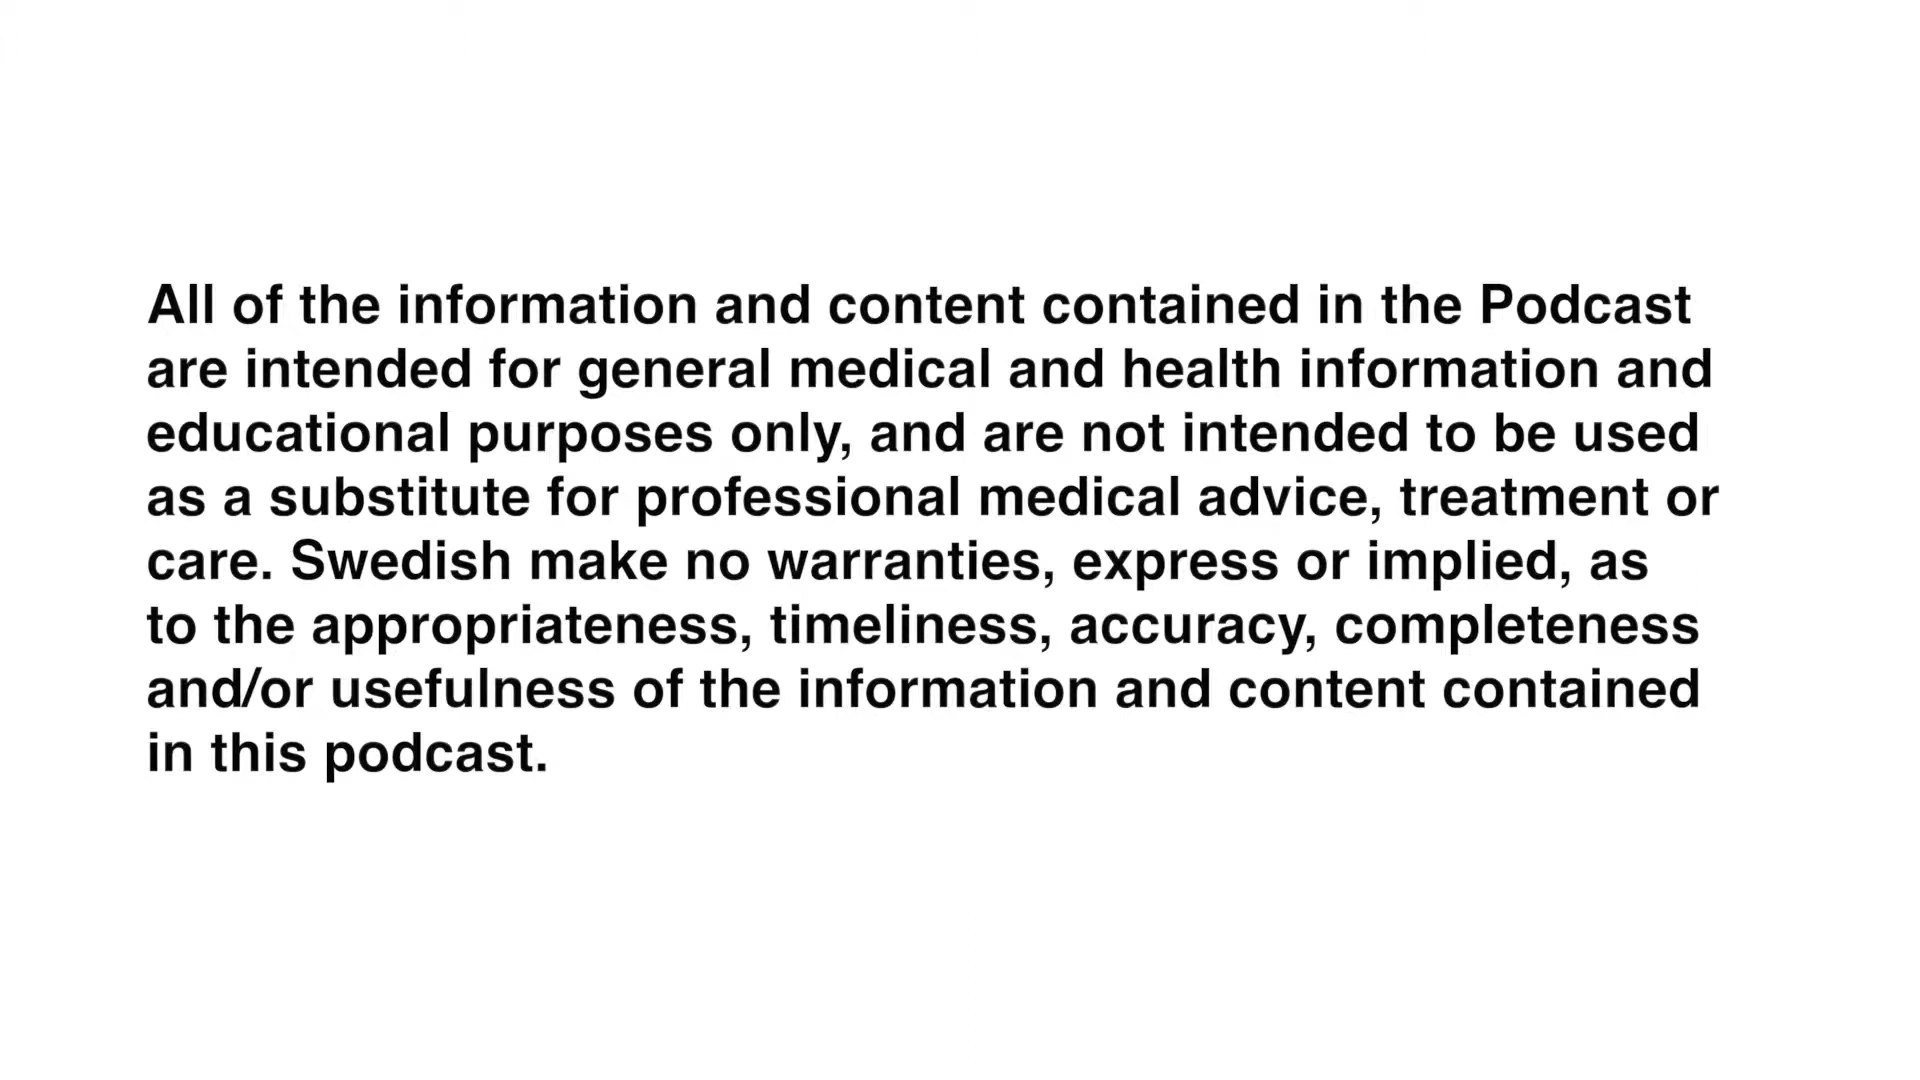 All of the information and content contained in the Podcast
are intended for general medical and health information and
educational purposes only, and are not intended to be used
as a substitute for professional medical advice, treatment or
care. Swedish make no warranties, express or implied, as
to the appropriateness, timeliness, accuracy, completeness
and/or usefulness of the information and content contained
in this podcast.